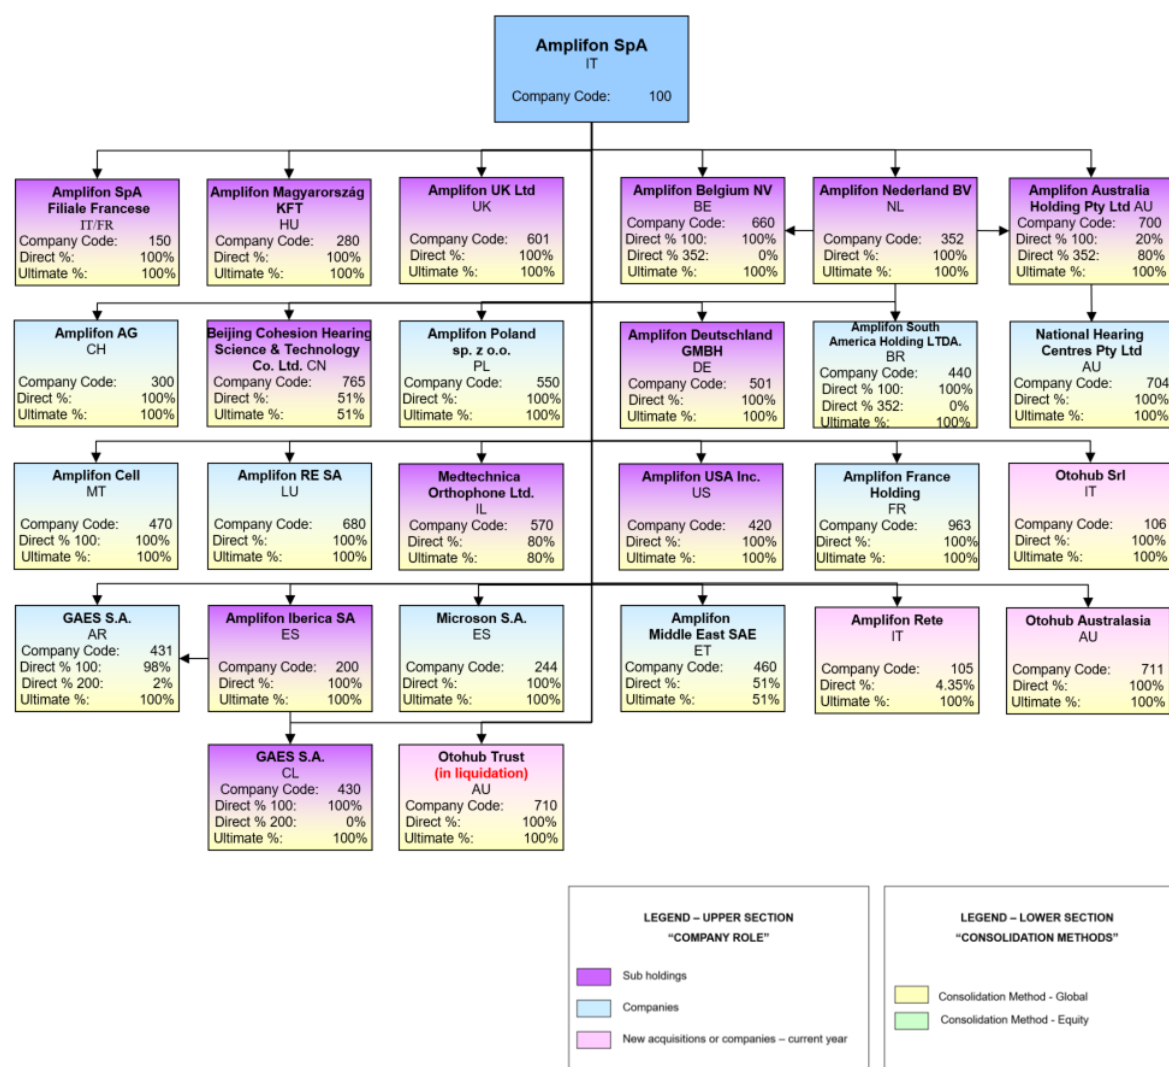 Amplifon SpA
IT
Company Code: 100
Amplifon SpA
Filiale Francese
IT/FR
Company Code: 150
Direct %: 100%
Ultimate %: 100%
Amplifon Magyarország
KFT
HU
Company Code: 280
Direct %: 100%
Ultimate %: 100%
Amplifon UK Ltd
UK
Company Code: 601
Direct %: 100%
Ultimate %: 100%
Amplifon Belgium NV
BE
Company Code: 660
Direct % 100: 100%
Direct % 352: 0%
Ultimate %: 100%
Amplifon Nederland BV
NL
Company Code: 352
Direct %: 100%
Ultimate %: 100%
Amplifon Australia
Holding Pty Ltd AU
Company Code: 700
Direct % 100: 20%
Direct % 352: 80%
Ultimate %: 100%
Amplifon AG
CH
Company Code: 300
Direct %: 100%
Ultimate %: 100%
Beijing Cohesion Hearing
Science & Technology
Co. Ltd. CN
Company Code: 765
Direct %: 51%
Ultimate %: 51%
Amplifon Poland
sp. z o.o.
PL
Company Code: 550
Direct %: 100%
Ultimate %: 100%
Amplifon Deutschland
GMBH
DE
Company Code: 501
Direct %: 100%
Ultimate %: 100%
Amplifon South
America Holding LTDA.
BR
Company Code: 440
Direct % 100: 100%
Direct % 352: 0%
Ultimate %: 100%
National Hearing
Centres Pty Ltd
AU
Company Code: 704
Direct %: 100%
Ultimate %: 100%
Amplifon Cell
MT
Company Code: 470
Direct % 100: 100%
Ultimate %: 100%
Amplifon RE SA
LU
Company Code: 680
Direct %: 100%
Ultimate %: 100%
Medtechnica
Orthophone Ltd.
IL
Company Code: 570
Direct %: 80%
Ultimate %: 80%
Amplifon USA Inc.
US
Company Code: 420
Direct %: 100%
Ultimate %: 100%
Amplifon France
Holding
FR
Company Code: 963
Direct %: 100%
Ultimate %: 100%
Otohub Srl
IT
Company Code: 106
Direct %: 100%
Ultimate %: 100%
GAES S.A.
AR
Company Code: 431
Direct % 100: 98%
Direct % 200: 2%
Ultimate %: 100%
Amplifon Iberica SA
ES
Company Code: 200
Direct %: 100%
Ultimate %: 100%
Microson S.A.
ES
Company Code: 244
Direct %: 100%
Ultimate %: 100%
Amplifon
Middle East SAE
ET
Company Code: 460
Direct %: 51%
Ultimate %: 51%
Amplifon Rete
IT
Company Code: 105
Direct %: 4.35%
Ultimate %: 100%
Otohub Australasia
AU
Company Code: 711
Direct %: 100%
Ultimate %: 100%
GAES S.A.
CL
Company Code: 430
Direct % 100: 100%
Direct % 200: 0%
Ultimate %: 100%
Otohub Trust
(in liquidation)
AU
Company Code: 710
Direct %: 100%
Ultimate %: 100%
LEGEND – UPPER SECTION
“COMPANY ROLE”
Sub holdings
Companies
New acquisitions or companies – current year
LEGEND – LOWER SECTION
“CONSOLIDATION METHODS”
Consolidation Method - Global
Consolidation Method - Equity